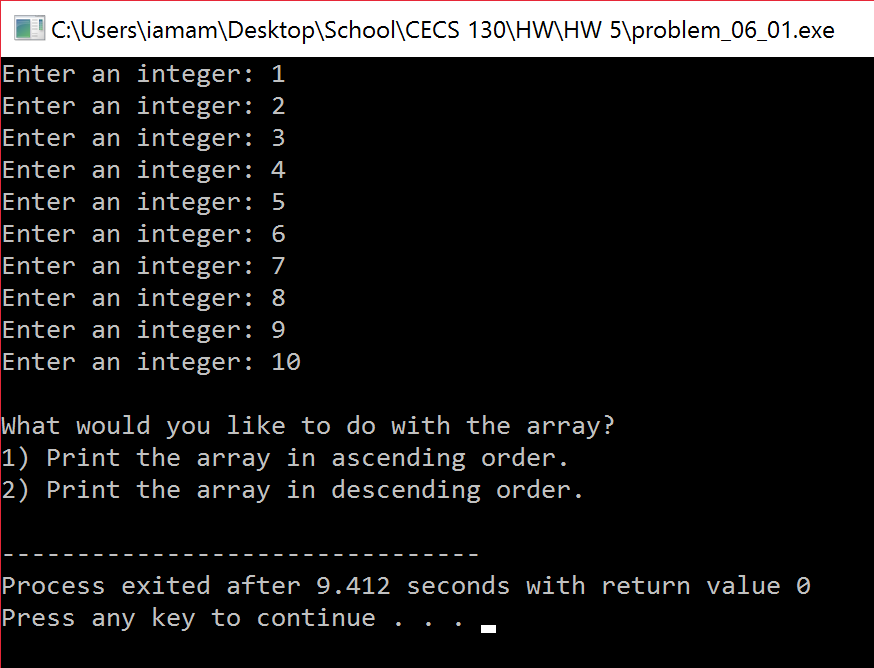 C:\Users\iamam\Desktop\School\CECS 130\HW\HW 5\problem_06_01.exe
Enter an integer: 1
Enter an integer: 2
Enter an integer: 3
Enter an integer: 4
Enter an integer: 5
Enter an integer: 6
Enter an integer: 7
Enter an integer: 8
Enter an integer: 9
Enter an integer: 10
What would you like to do with the array?
1) Print the array in ascending order.
2) Print the array in descending order.
--------------------------------
Process exited after 9.412 seconds with return value 0
Press any key to continue . . .